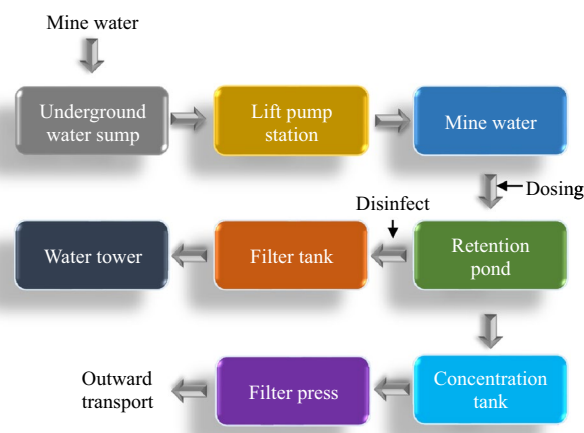 Mine water
Underground
water sump
Lift pump
station
Mine water
Dosing
Disinfect
Water tower
Filter tank
Retention
pond
Outward
transport
Filter press
Concentration
tank